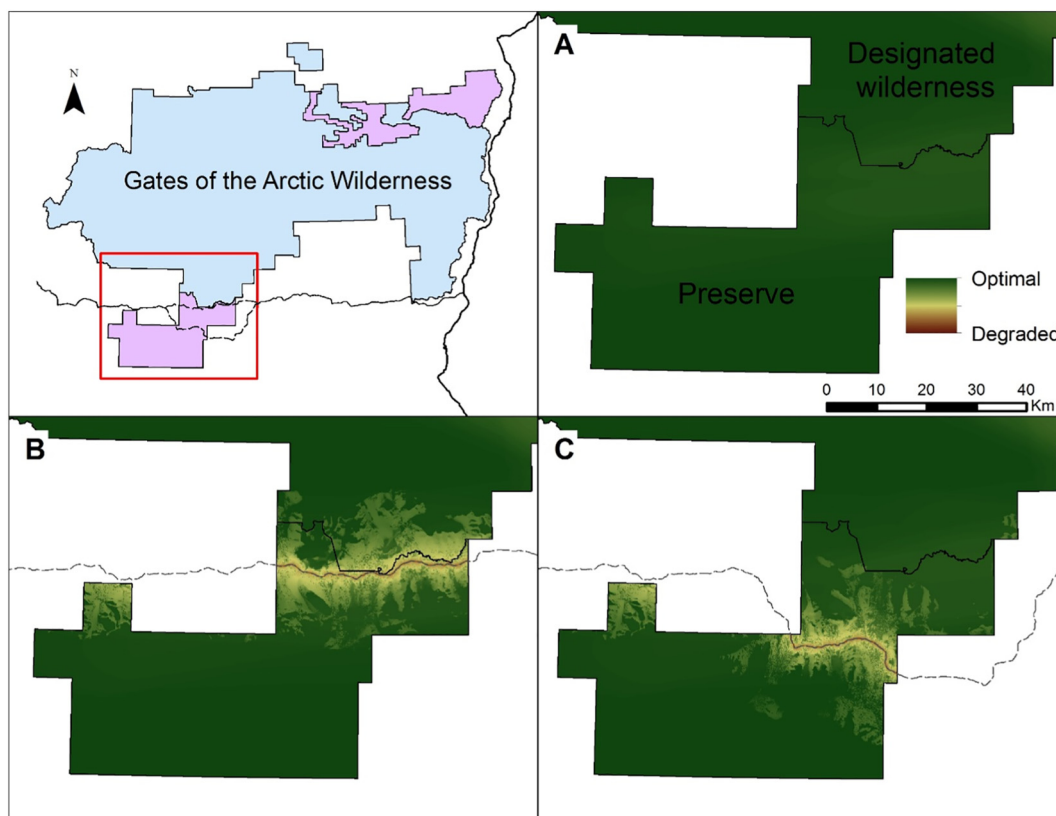 N
Gates of the Arctic Wilderness
A
Designated
wilderness
Preserve
Optimal
Degraded
0 10 20 30 40
Km
B
C